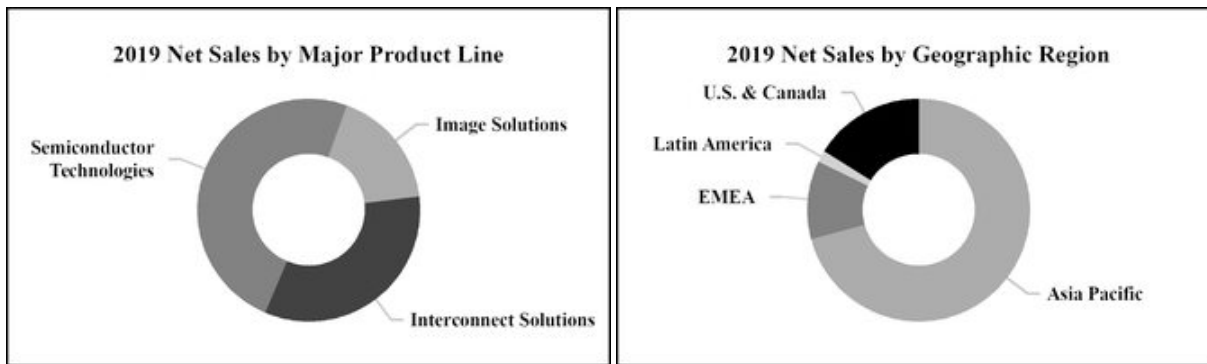 2019 Net Sales by Major Product Line
Image Solutions
Semiconductor
Technologies
Interconnect Solutions
2019 Net Sales by Geographic Region
U.S. & Canada
Latin America
EMEA
Asia Pacific